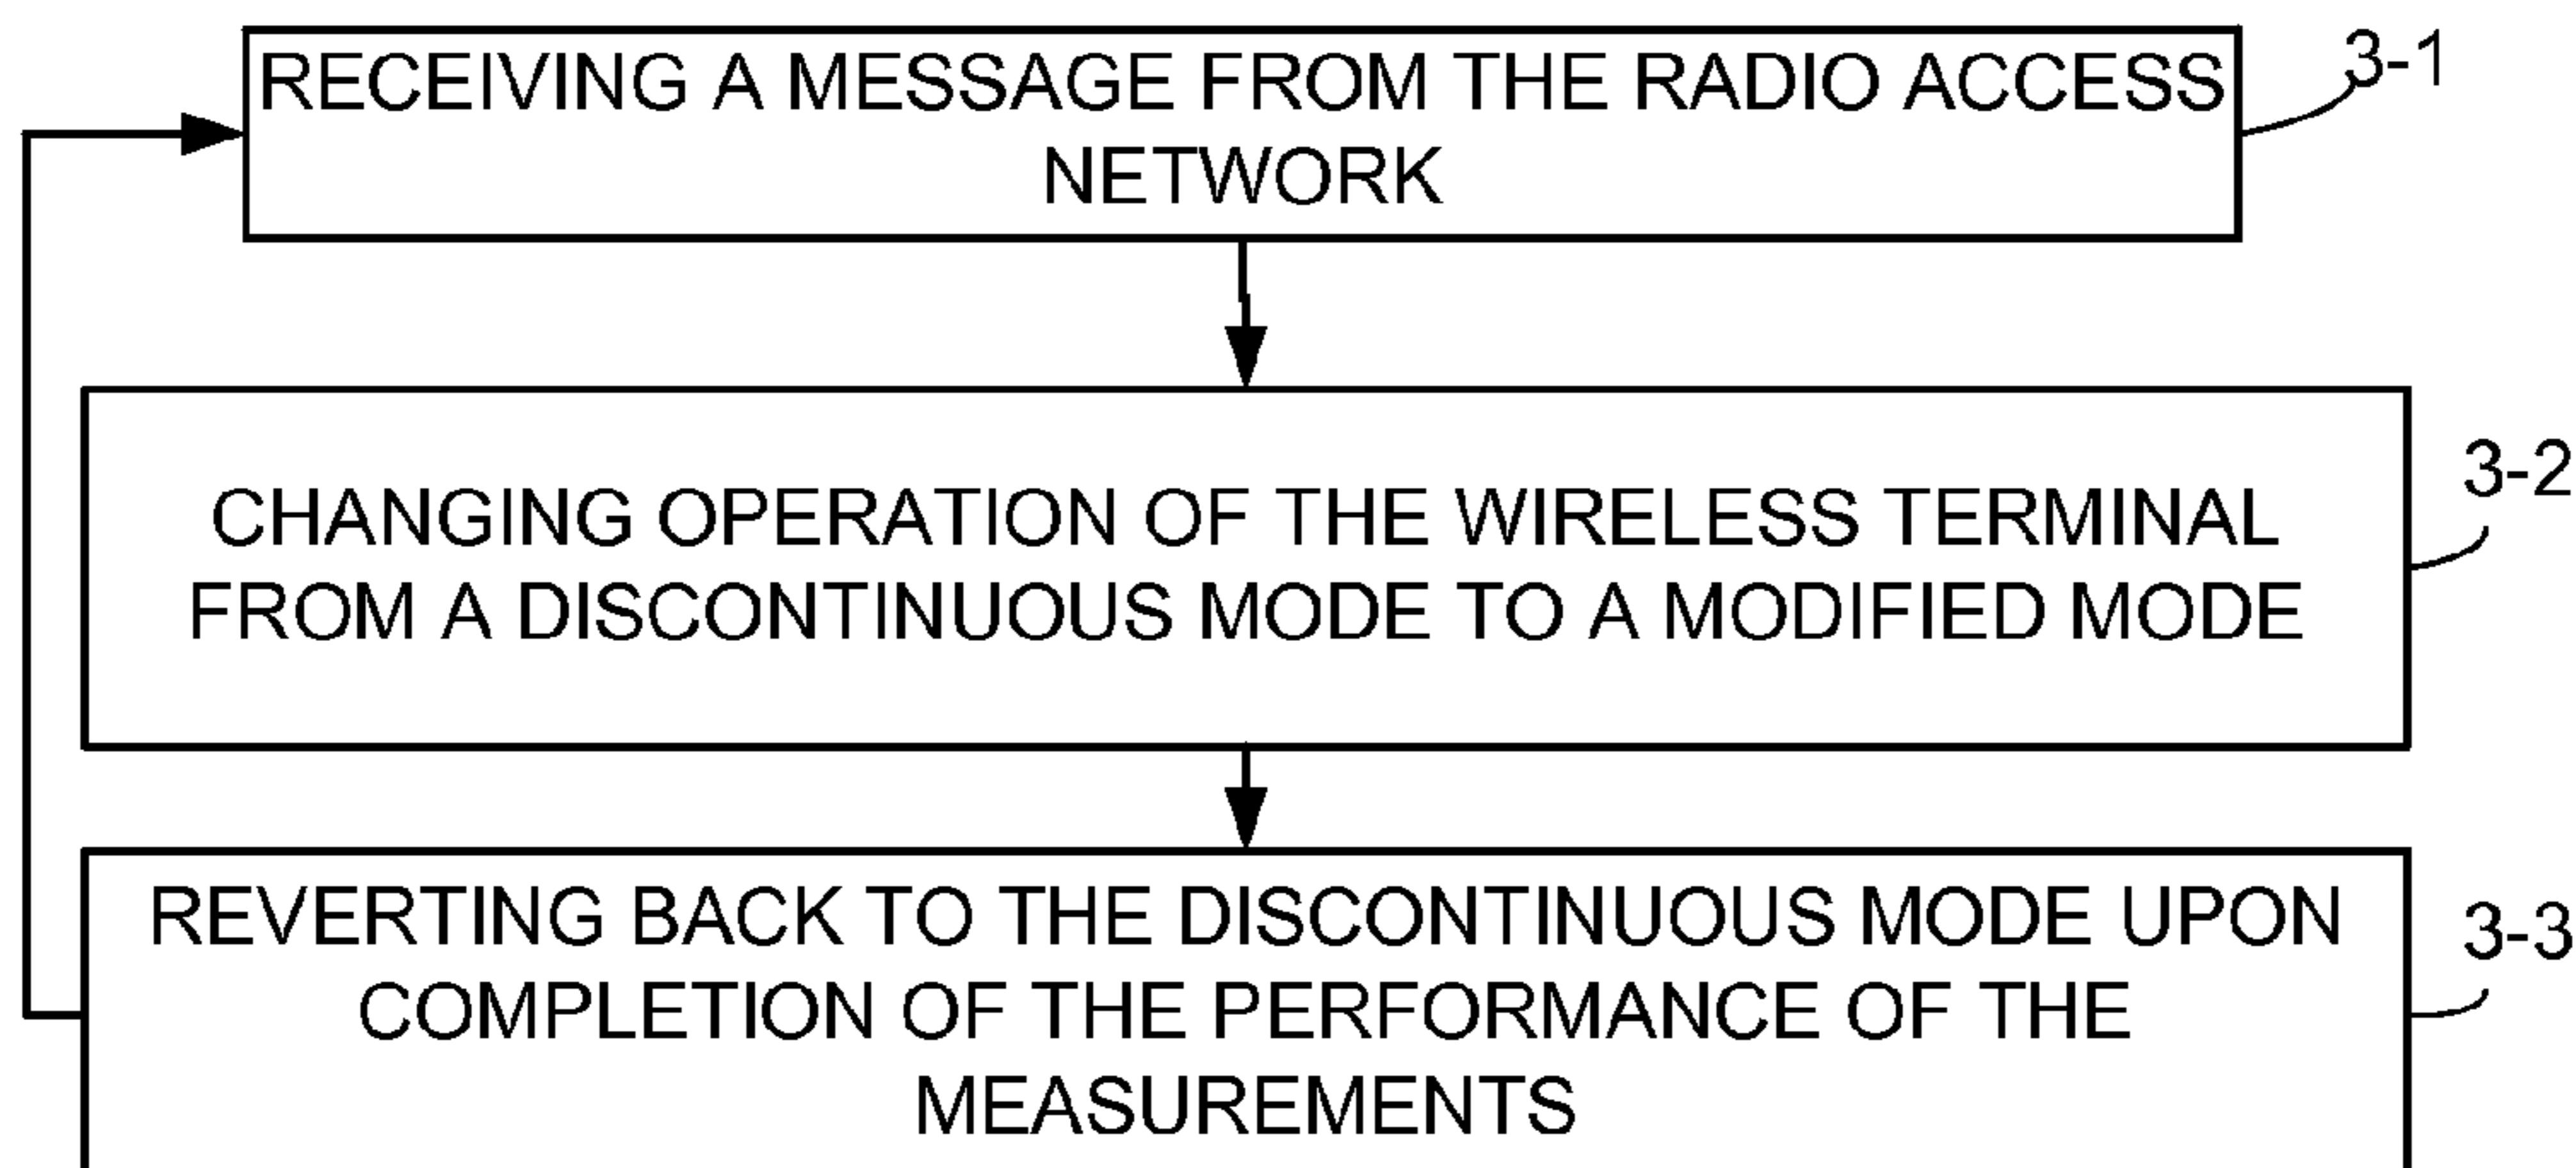 RECEIVING A MESSAGE FROM THE RADIO ACCESS
NETWORK
3-1
CHANGING OPERATION OF THE WIRELESS TERMINAL
FROM A DISCONTINUOUS MODE TO A MODIFIED MODE
3-2
REVERTING BACK TO THE DISCONTINUOUS MODE UPON
COMPLETION OF THE PERFORMANCE OF THE
MEASUREMENTS
3-3